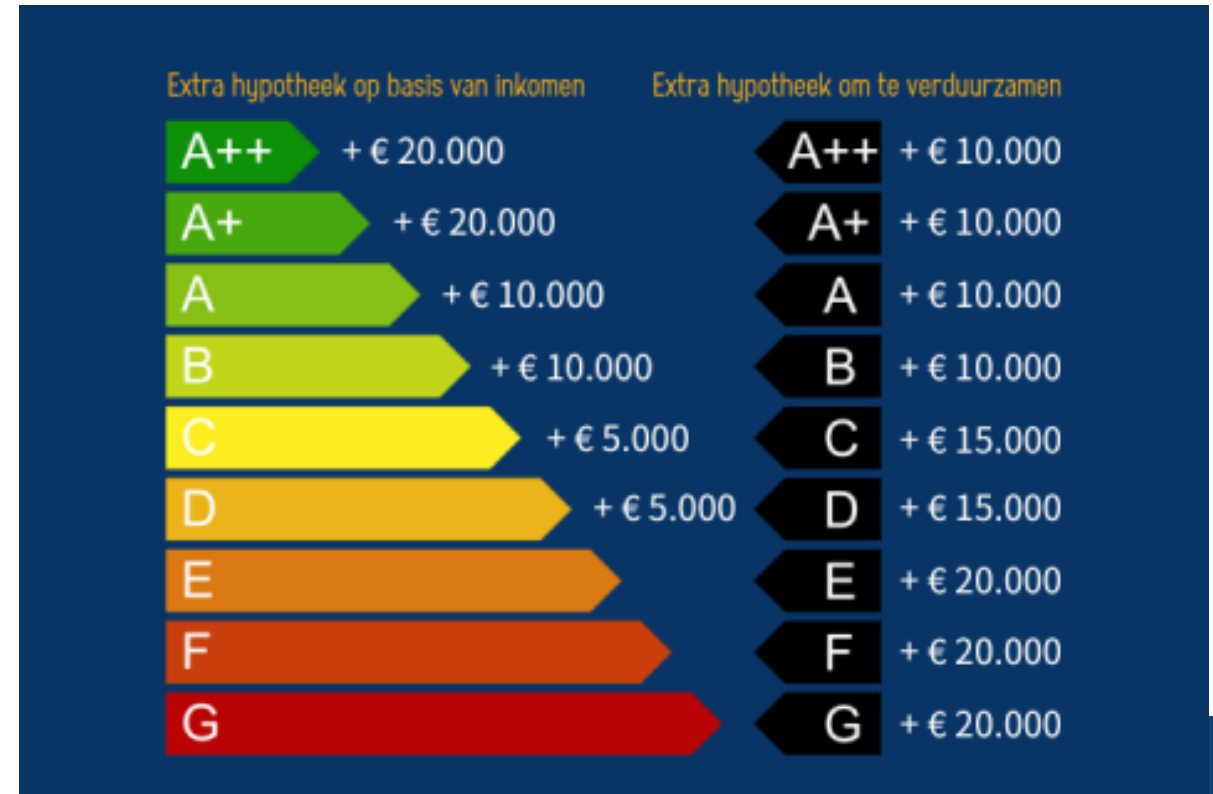 Extra hypotheek op basis van inkomen Extra hypotheek om te verduurzamen
A++ + € 20.000 A++ + € 10.000
A+ + € 20.000 A+ + € 10.000
A + € 10.000 A + € 10.000
B + € 10.000 B + € 10.000
C + € 5.000 C + € 15.000
D + € 5.000 D + € 15.000
E E + € 20.000
F F + € 20.000
G G + € 20.000